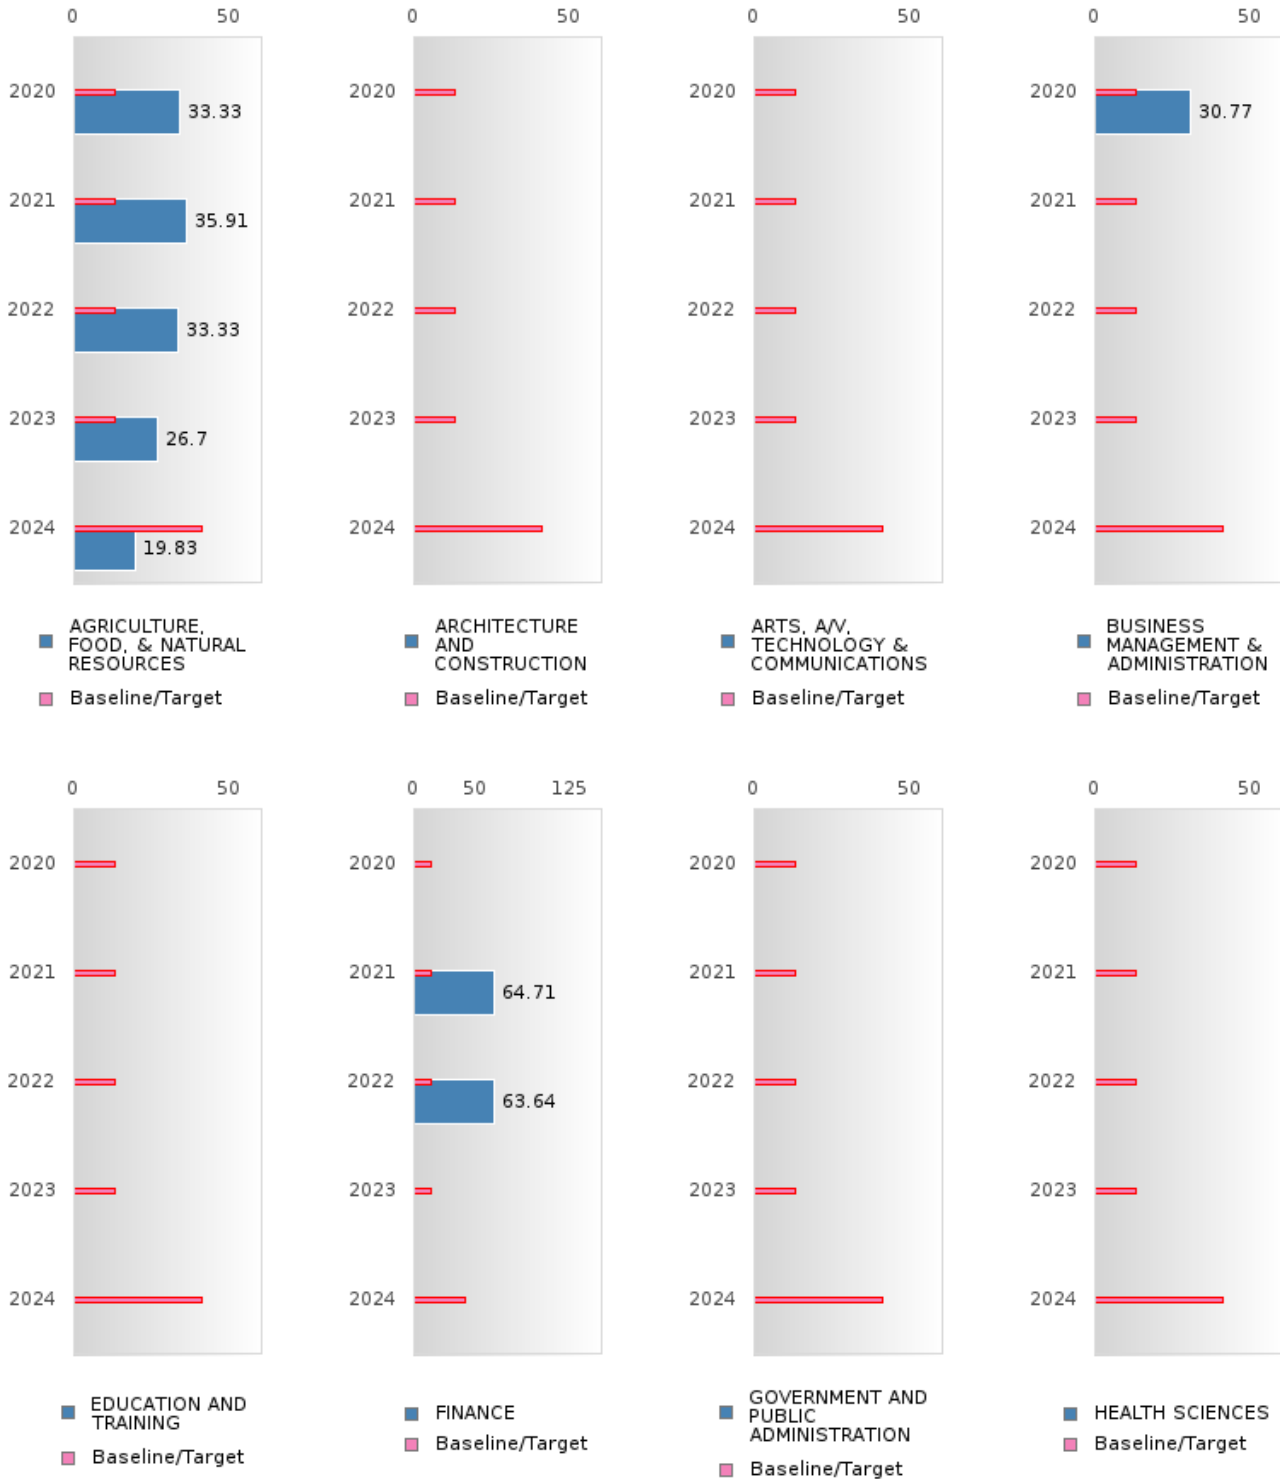 0 50
2020
33.33
2021
35.91
2022
33.33
2023
26.7
2024
19.83
AGRICULTURE,
FOOD, & NATURAL
RESOURCES
Baseline/Target
0 50
2020
2021
2022
2023
2024
ARCHITECTURE
AND
CONSTRUCTION
Baseline/Target
0 50
2020
2021
2022
2023
2024
ARTS, A/V,
TECHNOLOGY &
COMMUNICATIONS
Baseline/Target
0 50
2020
30.77
2021
2022
2023
2024
BUSINESS
MANAGEMENT &
ADMINISTRATION
Baseline/Target
0 50
2020
2021
2022
2023
2024
EDUCATION AND
TRAINING
Baseline/Target
0 50 125
2020
2021
64.71
2022
63.64
2023
2024
FINANCE
Baseline/Target
0 50
2020
2021
2022
2023
2024
GOVERNMENT AND
PUBLIC
ADMINISTRATION
Baseline/Target
0 50
2020
2021
2022
2023
2024
HEALTH SCIENCES
Baseline/Target